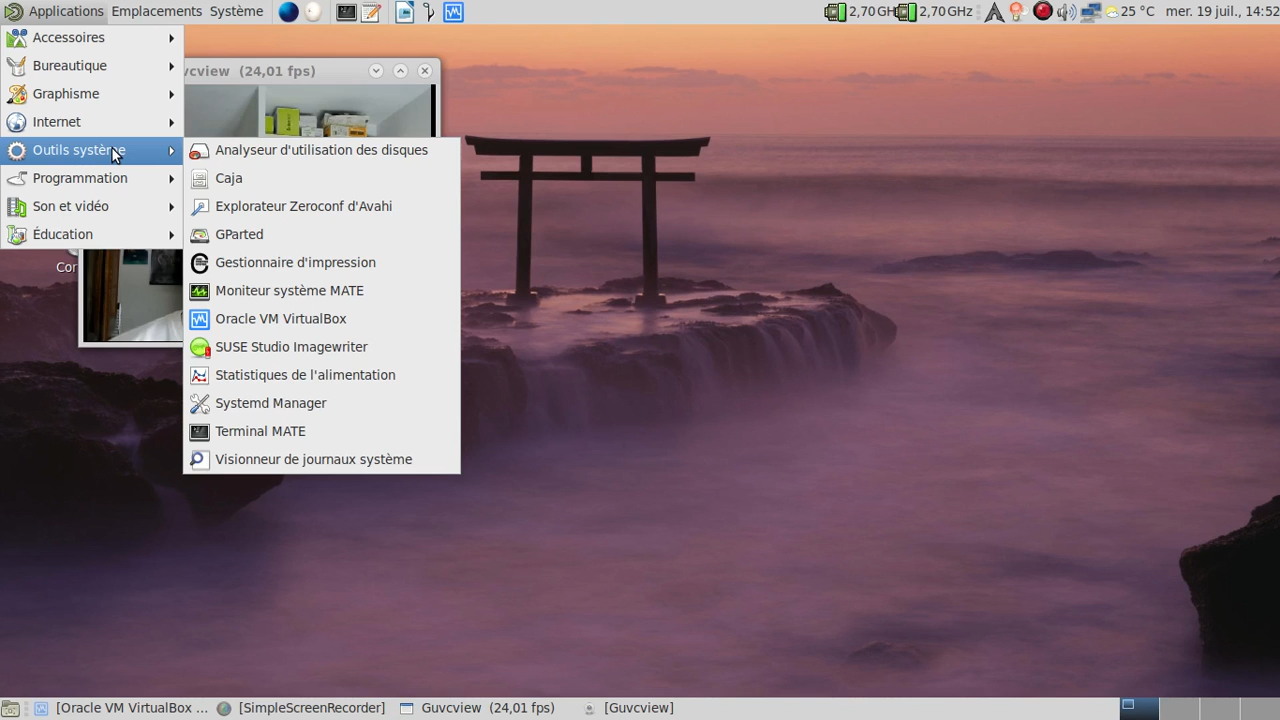 Applications Emplacements Système
2,70 GH 2,70 GHz 25 °C mer. 19 juil., 14:52
Accessoires
Bureautique
Graphisme
Internet
Outils système
Programmation
Son et vidéo
Éducation
vcview (24,01 fps)
Analyseur d'utilisation des disques
Caja
Explorateur Zeroconf d'Avahi
GParted
Gestionnaire d'impression
Moniteur système MATE
Oracle VM VirtualBox
SUSE Studio Imagewriter
Statistiques de l'alimentation
Systemd Manager
Terminal MATE
Visionneur de journaux système
Cor
[Oracle VM VirtualBox ... [SimpleScreenRecorder] Guvcview (24,01 fps) [Guvcview]